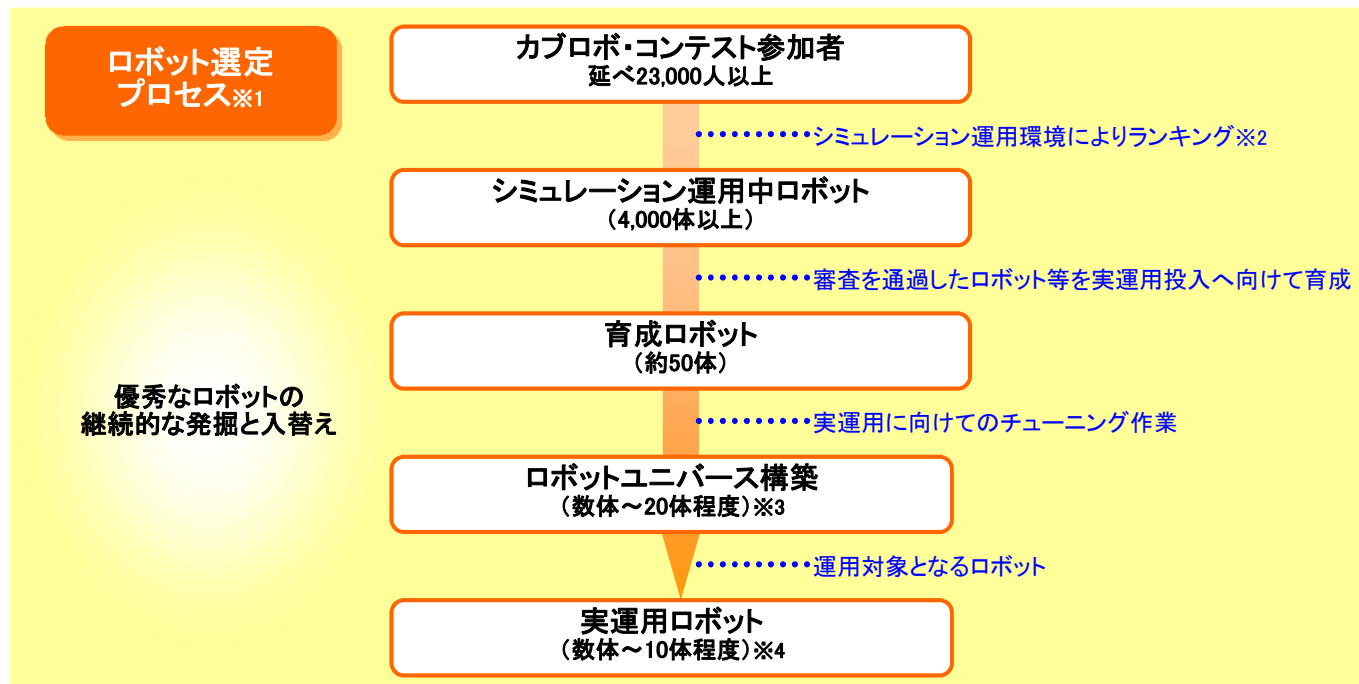 ロボット選定
プロセス※1
カブロボ・コンテスト参加者
延べ23,000人以上
••••••••••シミュレーション運用環境によりランキング※2
シミュレーション運用中ロボット
（4,000体以上）
••••••••••審査を通過したロボット等を実運用投入へ向けて育成
育成ロボット
（約50体）
優秀なロボットの
継続的な発掘と入替え
••••••••••実運用に向けてのチューニング作業
ロボットユニバース構築
（数体～20体程度）※3
••••••••••運用対象となるロボット
実運用ロボット
（数体～10体程度）※4